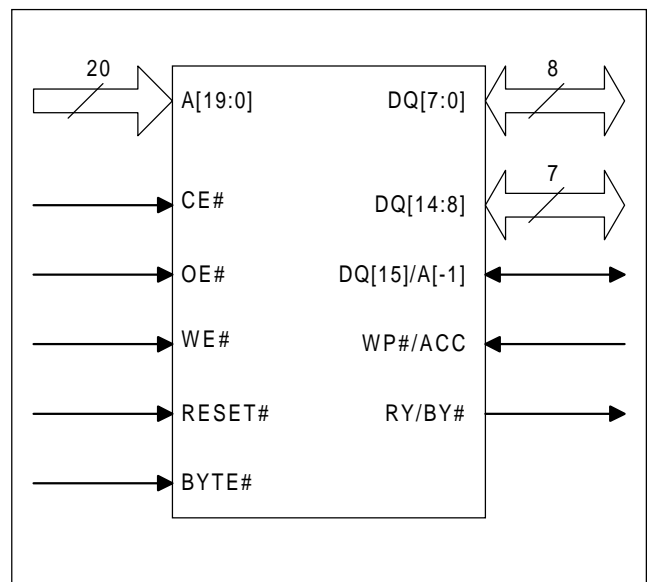 20
8
A[19:0]
DQ[7:0]
7
CE#
DQ[14:8]
OE#
DQ[15]/A[-1]
WE#
WP#/ACC
RESET#
RY/BY#
BYTE#